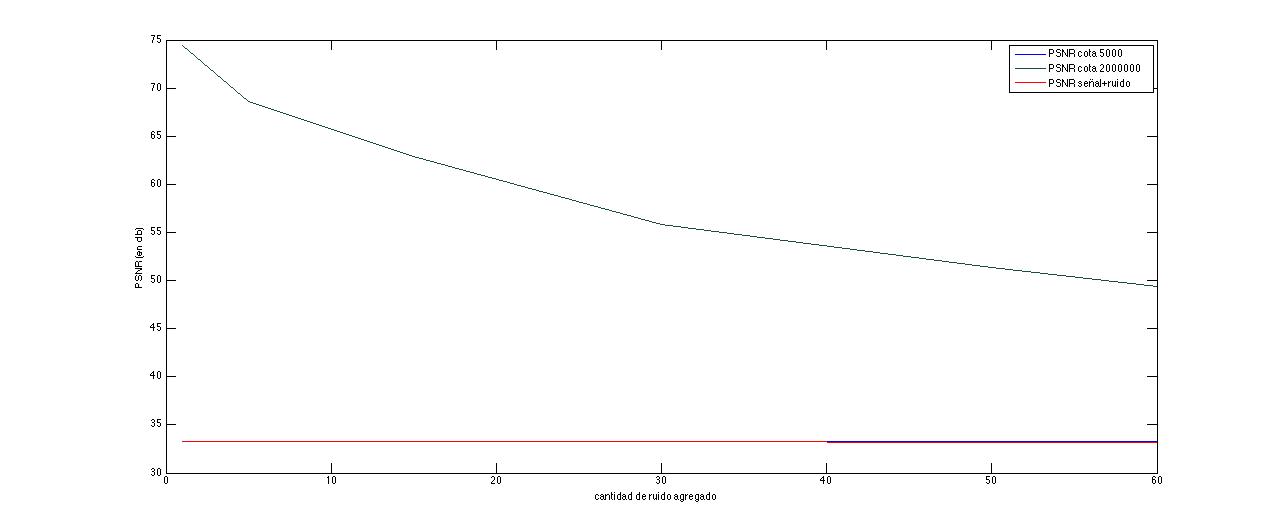 75
70
65
60
55
50
45
40
35
30
PSNR (en db)
0 10 20 30 40 50 60
cantidad de ruido agregado
PSNR cota 5000
PSNR cota 2000000
PSNR señal+ruido